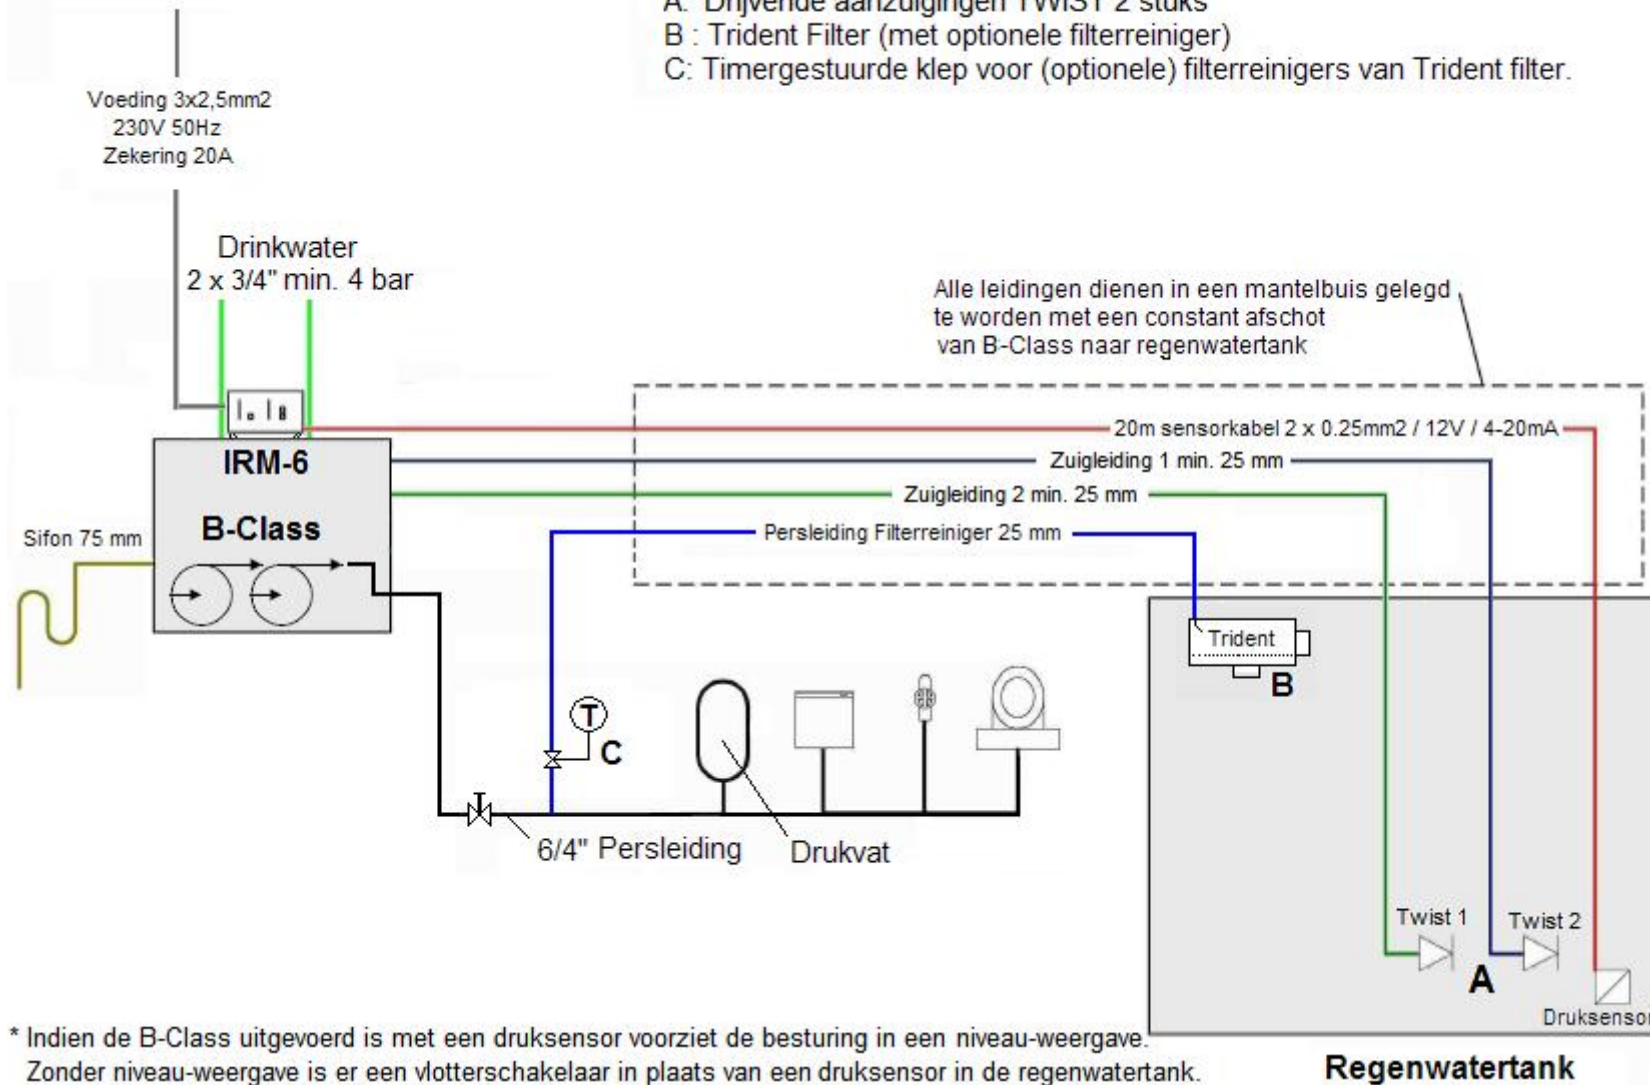 A: Drijvende aanzuigingen TWIST 2 stuks
B : Trident Filter (met optionele filterreiniger)
C: Timergestuurde klep voor (optionele) filterreinigers van Trident filter.
Voeding 3x2,5mm2
230V 50Hz
Zekering 20A
Drinkwater
2 x 3/4" min. 4 bar
Alle leidingen dienen in een mantelbuis gelegd
te worden met een constant afschot
van B-Class naar regenwatertank
20m sensorkabel 2 x 0.25mm2 / 12V / 4-20mA
IRM-6
Zuigleiding 1 min. 25 mm
Zuigleiding 2 min. 25 mm
B-Class
Sifon 75 mm
Persleiding Filterreiniger 25 mm
Trident
B
T
C
6/4" Persleiding
Drukvat
Twist 1
Twist 2
A
Druksensor
* Indien de B-Class uitgevoerd is met een druksensor voorziet de besturing in een niveau-weergave.
Zonder niveau-weergave is er een vlotterschakelaar in plaats van een druksensor in de regenwatertank.
Regenwatertank